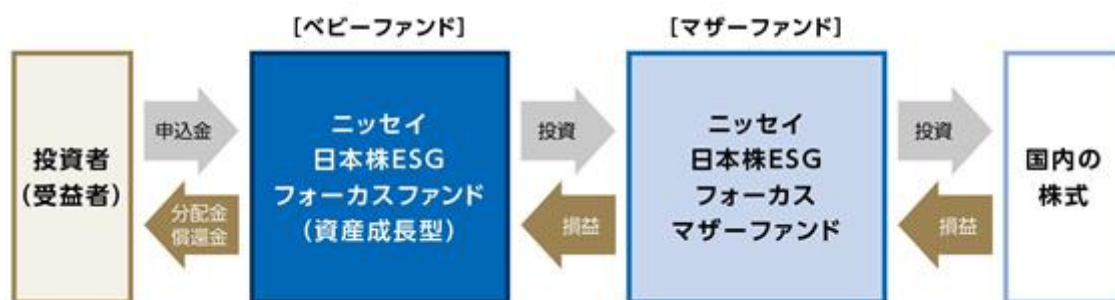 [ベビーファンド]
[マザーファンド]
投資者
(受益者)
申込金
分配金
償還金
ニッセイ
日本株ESG
フォーカスファンド
(資産成長型)
投資
損益
ニッセイ
日本株ESG
フォーカス
マザーファンド
投資
損益
国内の
株式